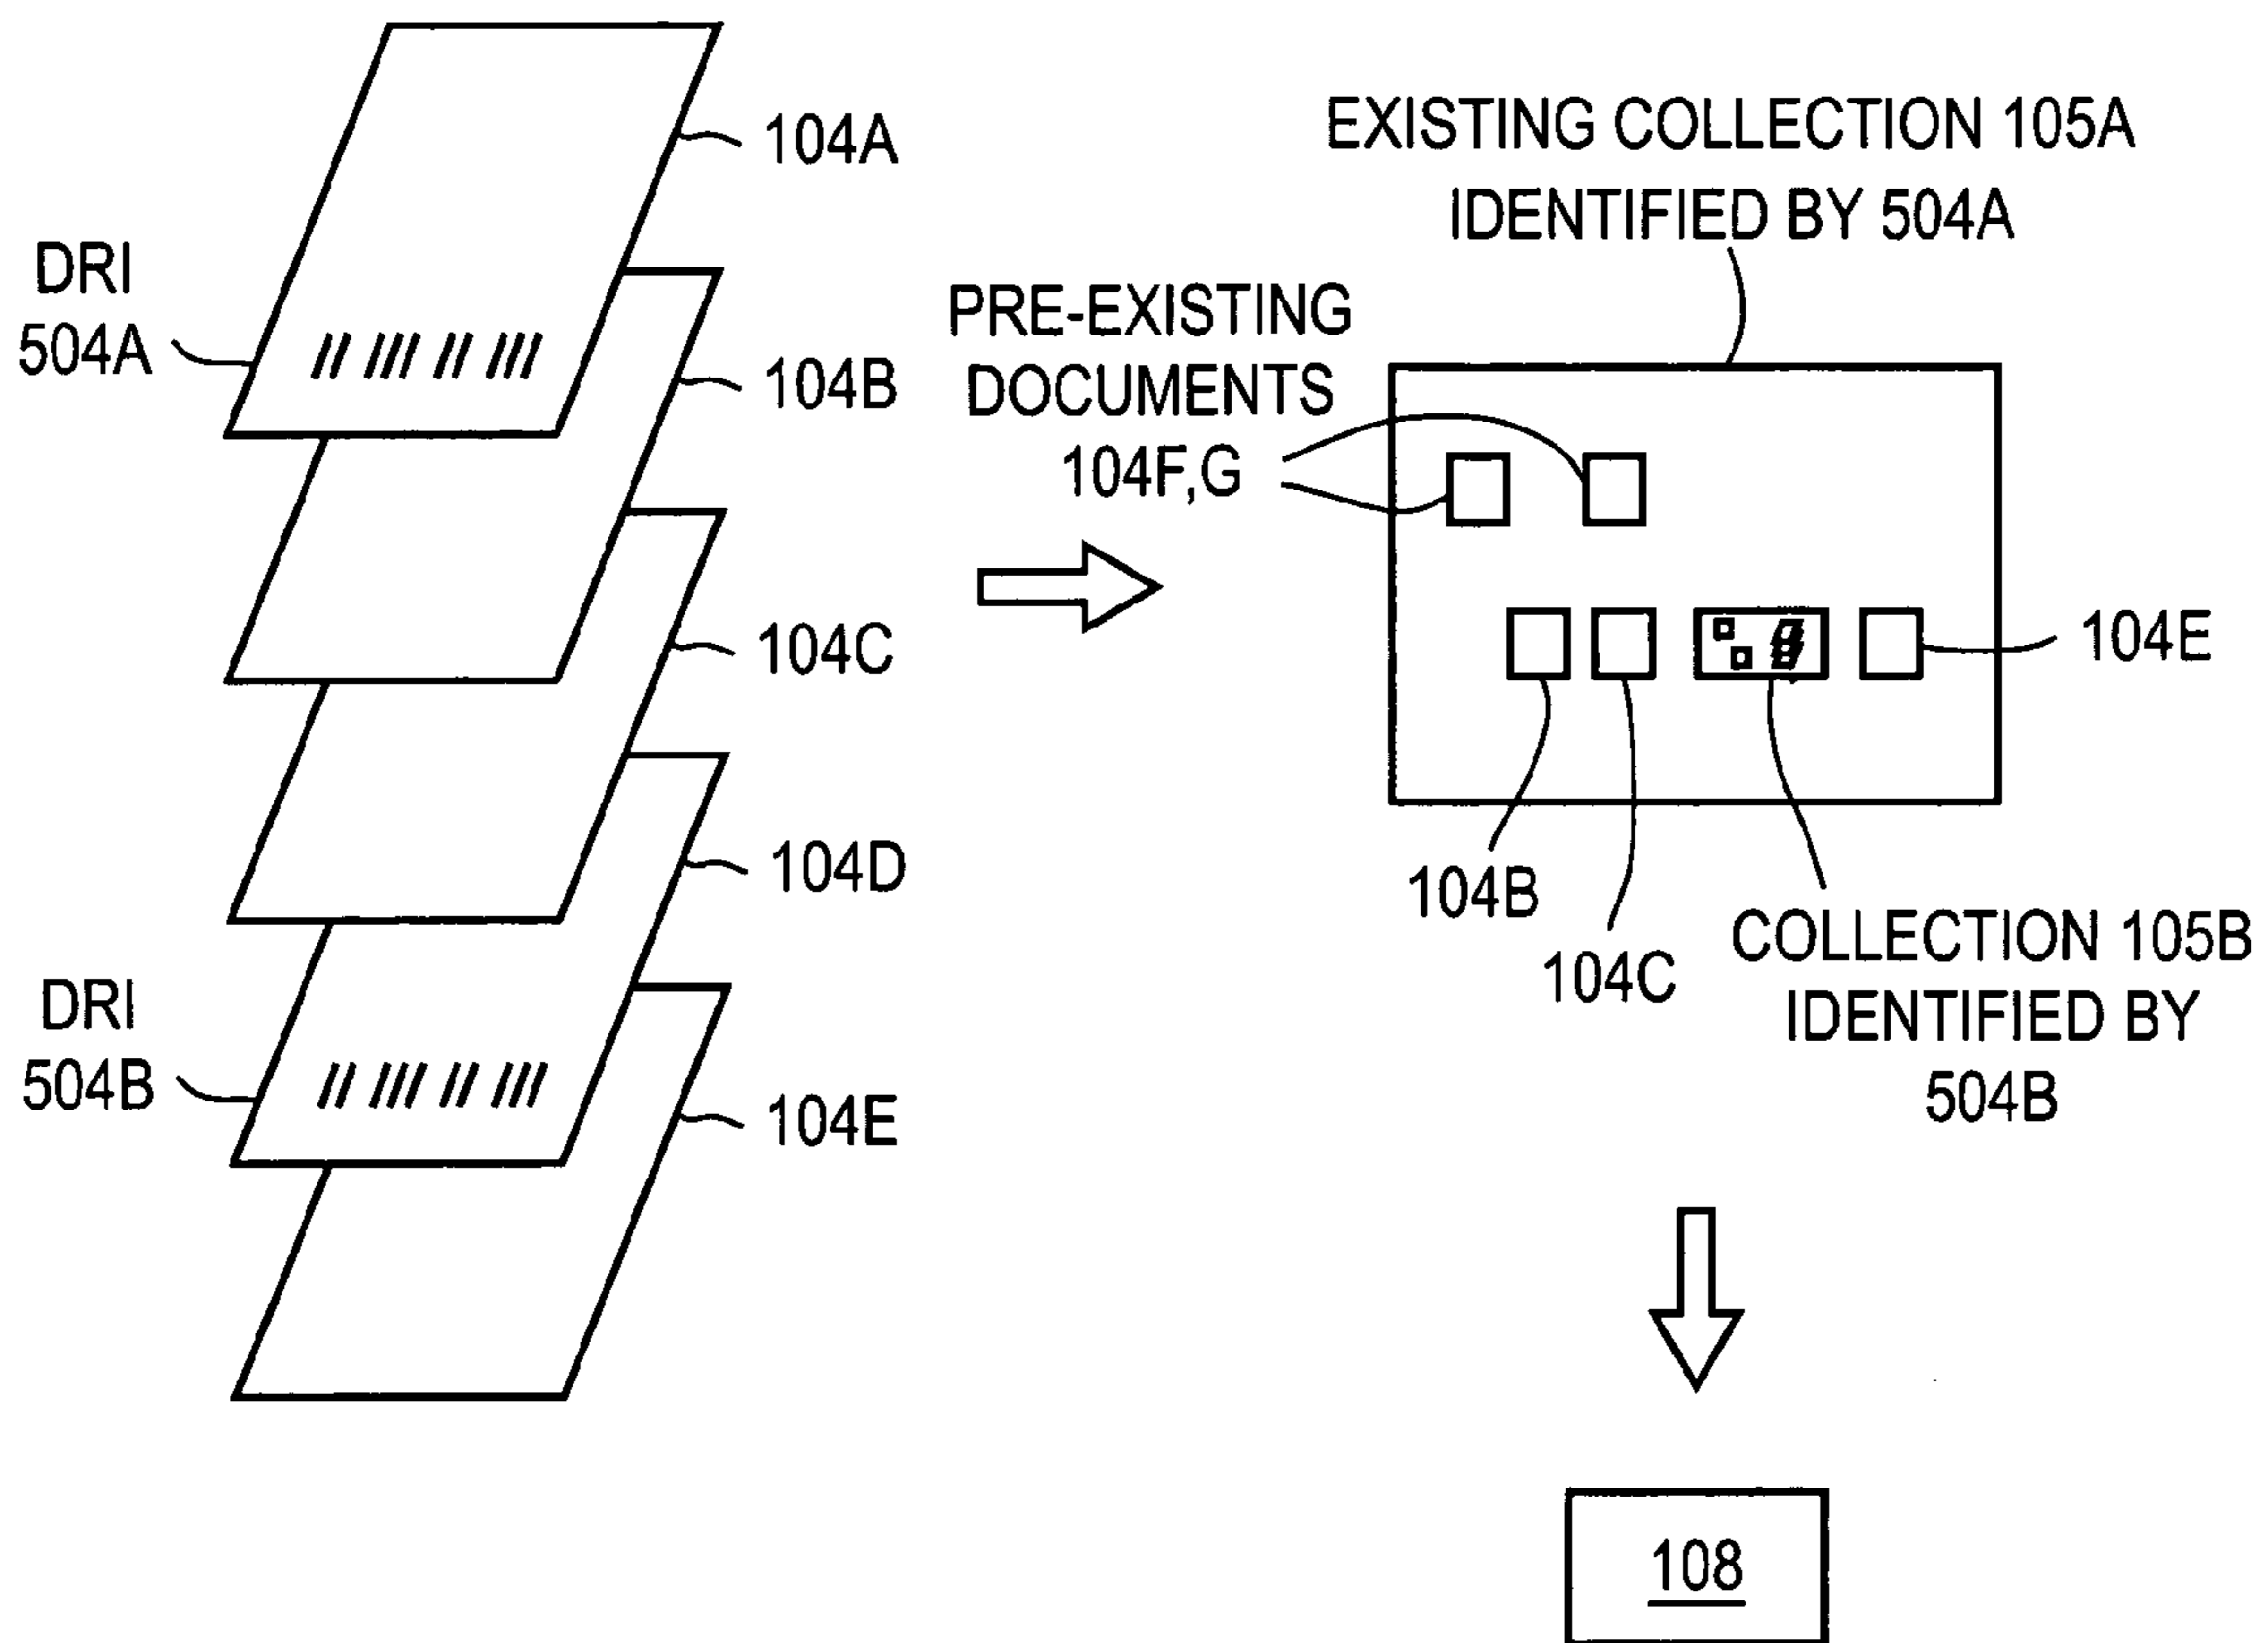 104A
DRI
504A
104B
104C
104D
DRI
504B
104E
EXISTING COLLECTION 105A
IDENTIFIED BY 504A
PRE-EXISTING
DOCUMENTS
104F,G
104E
104B
104C
COLLECTION 105B
IDENTIFIED BY
504B
108